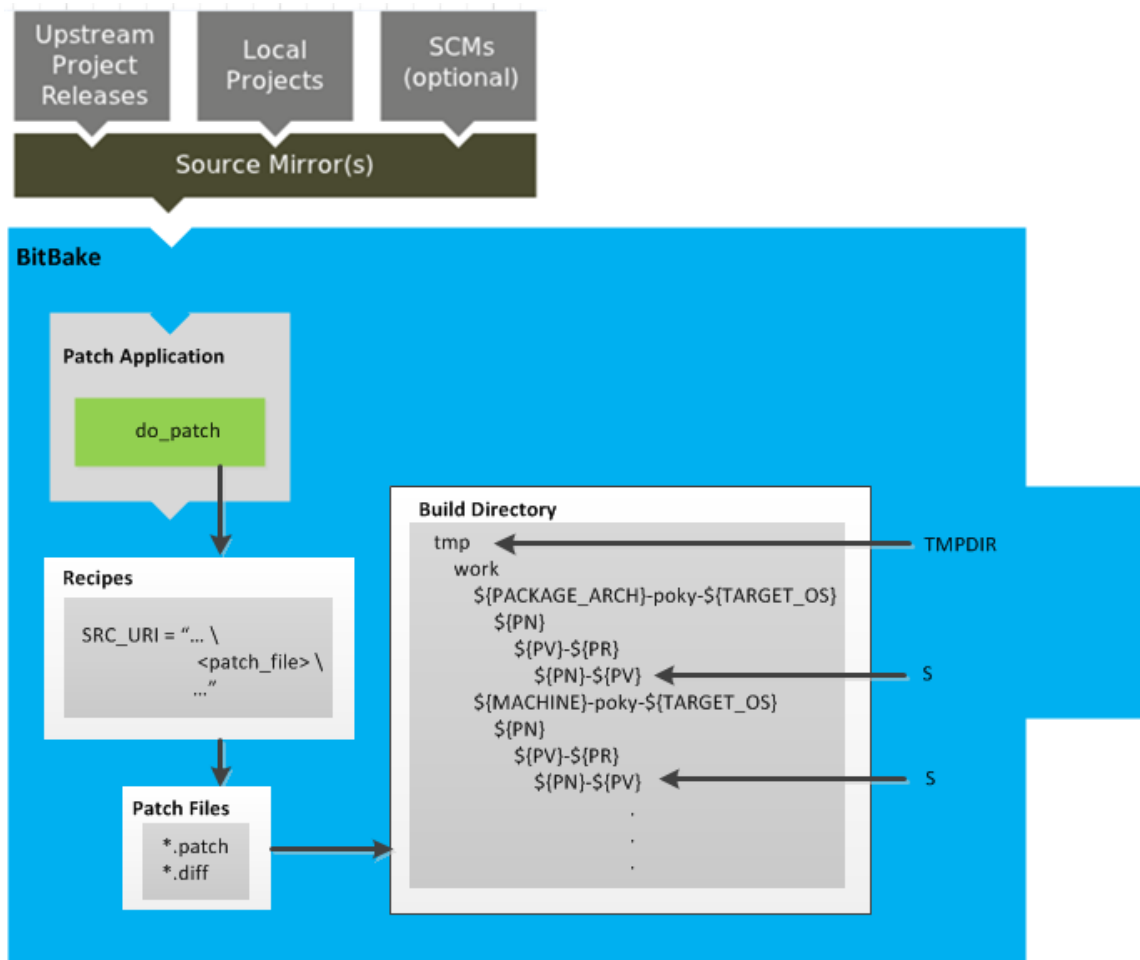 Upstream
Project
Releases
Local
Projects
SCMs
(optional)
Source Mirror(s)
BitBake
Patch Application
do_patch
Build Directory
tmp
TMPDIR
work
${PACKAGE_ARCH}-poky-${TARGET_OS}
${PN}
${PV}-${PR}
${PN}-${PV}
S
${MACHINE}-poky-${TARGET_OS}
${PN}
${PV}-${PR}
${PN}-${PV}
S
.
.
.
Recipes
SRC_URI = “... \
<patch_file> \
...”
Patch Files
*.patch
*.diff